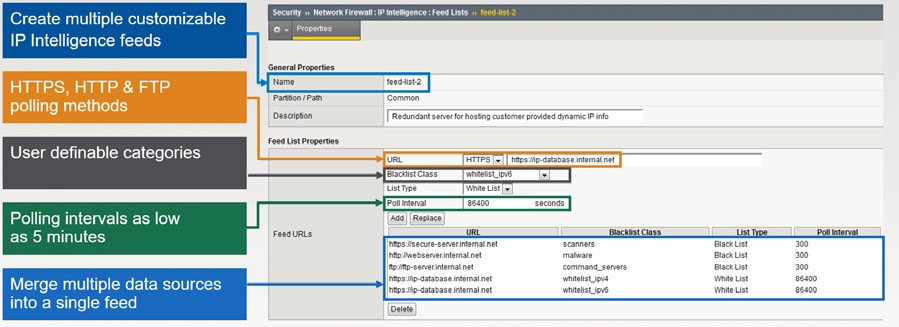 Create multiple customizable
IP Intelligence feeds
HTTPS, HTTP & FTP
polling methods
User definable categories
Polling intervals as low
as 5 minutes
Merge multiple data sources
into a single feed
Security ›› Network Firewall : IP Intelligence : Feed Lists ›› feed-list-2
Properties
General Properties
Name feed-list-2
Partition / Path Common
Description Redundant server for hosting customer provided dynamic IP info
Feed List Properties
Feed URLs
URL HTTPS https://ip-database.internal.net
Blacklist Class whitelist_ipv6
List Type White List
Poll Interval 86400 seconds
Add Replace
URL Blacklist Class List Type Poll Interval
https://secure-server.internal.net scanners Black List 300
http://webserver.internal.net malware Black List 300
ftp://ftp-server.internal.net command_servers Black List 300
https://ip-database.internal.net whitelist_ipv4 White List 86400
https://ip-database.internal.net whitelist_ipv6 White List 86400
Delete